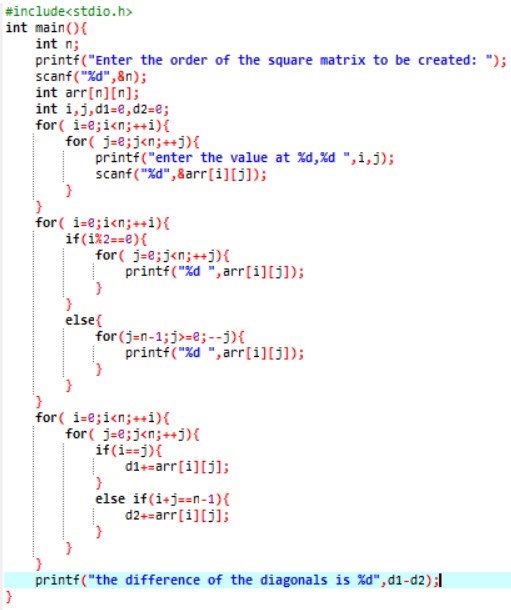 #include<stdio.h>
int main(){
    int n;
    printf("Enter the order of the square matrix to be created: ");
    scanf("%d",&n);
    int arr[n][n];
    int i,j,d1=0,d2=0;
    for( i=0;i<n;++i){
        for( j=0;j<n;++j){
            printf("enter the value at %d,%d ",i,j);
            scanf("%d",&arr[i][j]);
        }
    }
    for( i=0;i<n;++i){
        if(i%2==0){
            for( j=0;j<n;++j){
                printf("%d ",arr[i][j]);
            }
        }
        else{
            for(j=n-1;j>=0;--j){
                printf("%d ",arr[i][j]);
            }
        }
    }
    for( i=0;i<n;++i){
        for( j=0;j<n;++j){
            if(i==j){
                d1+=arr[i][j];
            }
            else if(i+j==n-1){
                d2+=arr[i][j];
            }
        }
    }
    printf("the difference of the diagonals is %d",d1-d2);
}